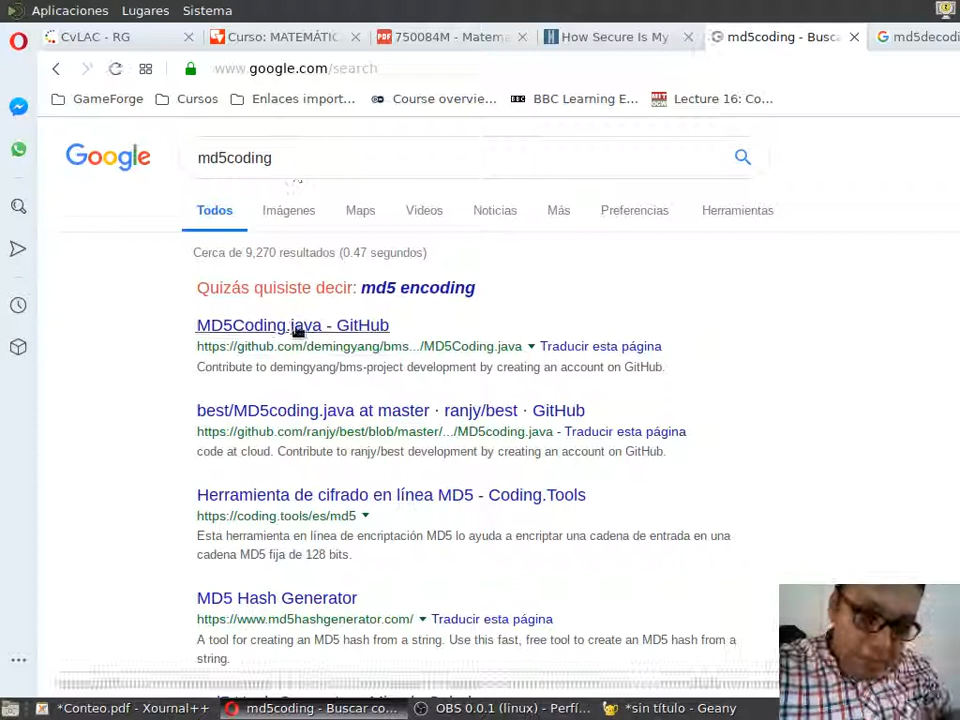 Aplicaciones Lugares Sistema
CvLAC - RG
Curso: MATEMÁTIC
750084M - Matem
How Secure Is My
md5coding - Busca
md5decodi
www.google.com/search
GameForge
Cursos
Enlaces import...
Course overvie...
BBC Learning E...
Lecture 16: Co...
Google
md5coding
Todos Imágenes Maps Videos Noticias Más Preferencias Herramientas
Cerca de 9,270 resultados (0.47 segundos)
Quizás quisiste decir: md5 encoding
MD5Coding.java - GitHub
https://github.com/demingyang/bms.../MD5Coding.java Traducir esta página
Contribute to demingyang/bms-project development by creating an account on GitHub.
best/MD5coding.java at master · ranjy/best · GitHub
https://github.com/ranjy/best/blob/master/.../MD5coding.java - Traducir esta página
code at cloud. Contribute to ranjy/best development by creating an account on GitHub.
Herramienta de cifrado en línea MD5 - Coding.Tools
https://coding.tools/es/md5
Esta herramienta en línea de encriptación MD5 lo ayuda a encriptar una cadena de entrada en una
cadena MD5 fija de 128 bits.
MD5 Hash Generator
https://www.md5hashgenerator.com/ Traducir esta página
A tool for creating an MD5 hash from a string. Use this fast, free tool to create an MD5 hash from a
string.
*Conteo.pdf - Xournal++
md5coding - Buscar co...
OBS 0.0.1 (linux) - Perfí...
*sin título - Geany